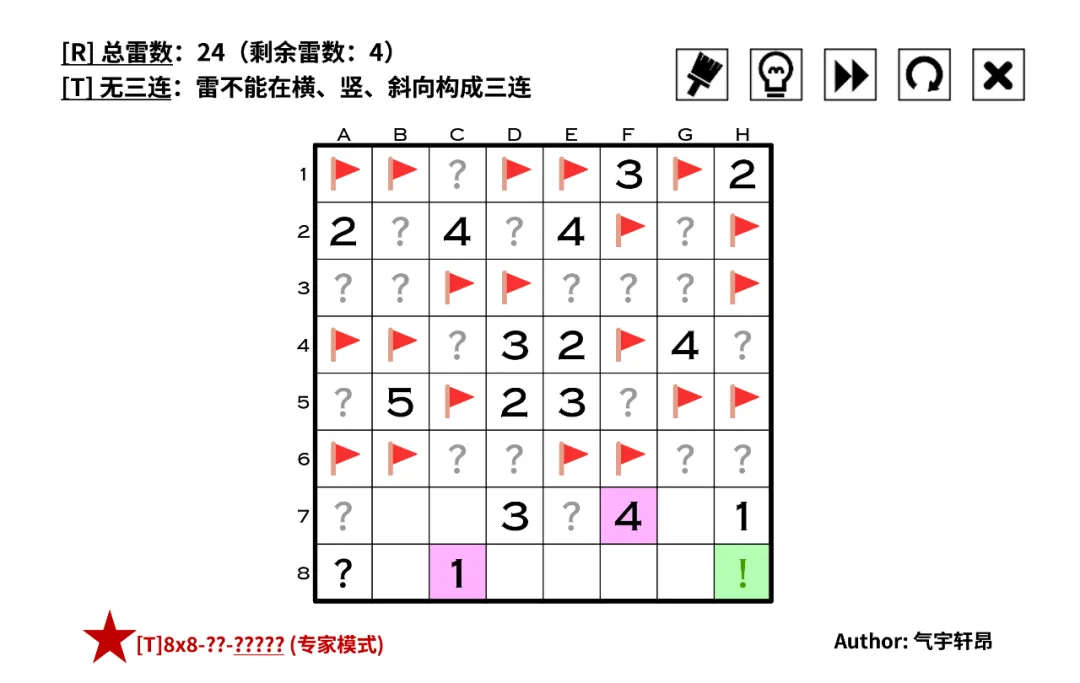 [R] 总雷数：24（剩余雷数：4）
[T] 无三连：雷不能在横、竖、斜向构成三连
A B C D E F G H
1 ? 3 2
2 2 ? 4 ? 4 ?
3 ? ? ? ? ?
4 ? 3 2 4 ?
5 ? 5 2 3 ?
6 ? ? ? ?
7 ? 3 ? 4 1
8 ? 1 !
[T]8x8-??-????? (专家模式)
Author: 气宇轩昂